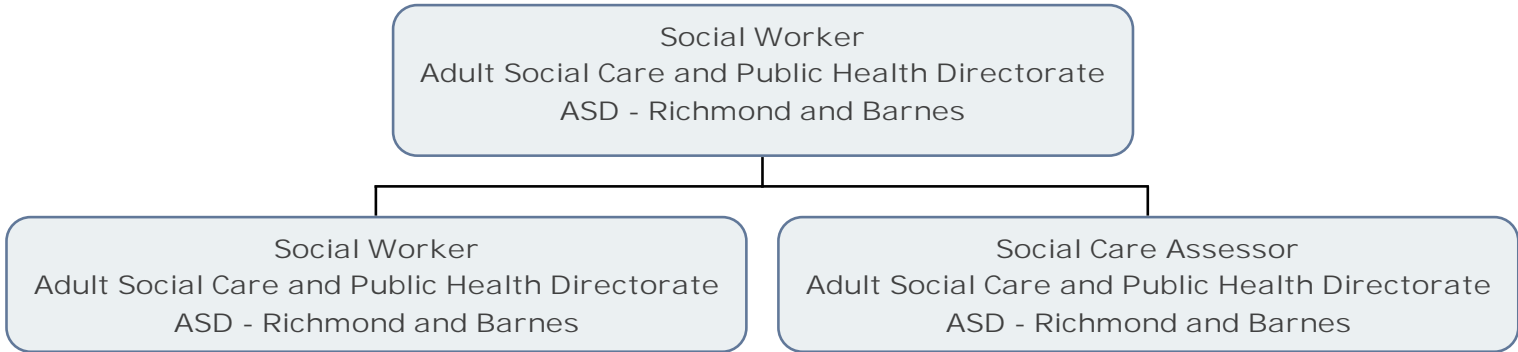 Social Worker
Adult Social Care and Public Health Directorate
ASD - Richmond and Barnes
Social Worker
Adult Social Care and Public Health Directorate
ASD - Richmond and Barnes
Social Care Assessor
Adult Social Care and Public Health Directorate
ASD - Richmond and Barnes